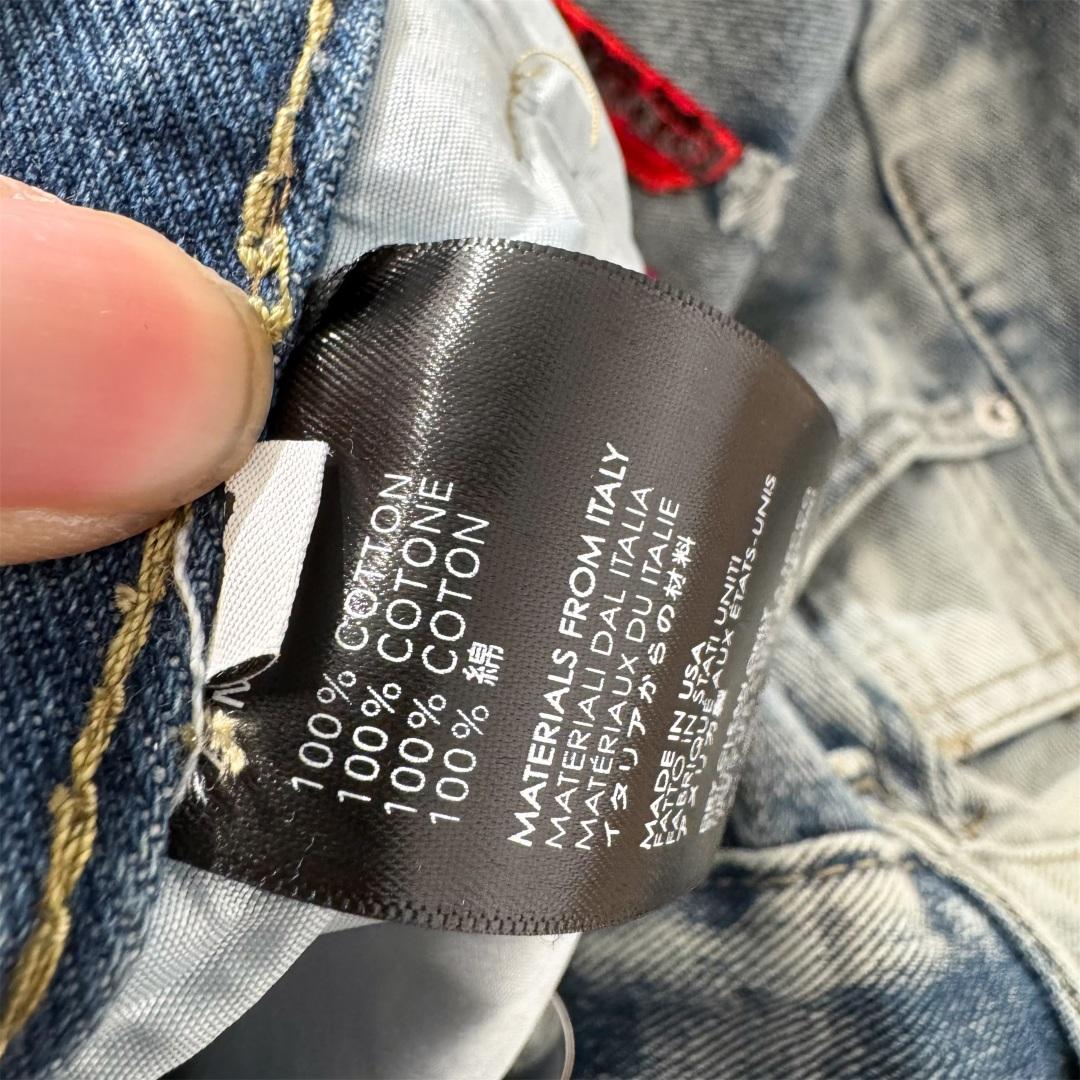 100% COTTON
100% COTONE
100% COTON
100% 綿
MATERIALS FROM ITALY
MATERIALI DAL ITALIA
MATÉRIAUX DU ITALIE
イタリアからの材料
MADE IN USA
FATTO IN STATI UNITI
FABRIQUÉ AUX ÉTATS-UNIS